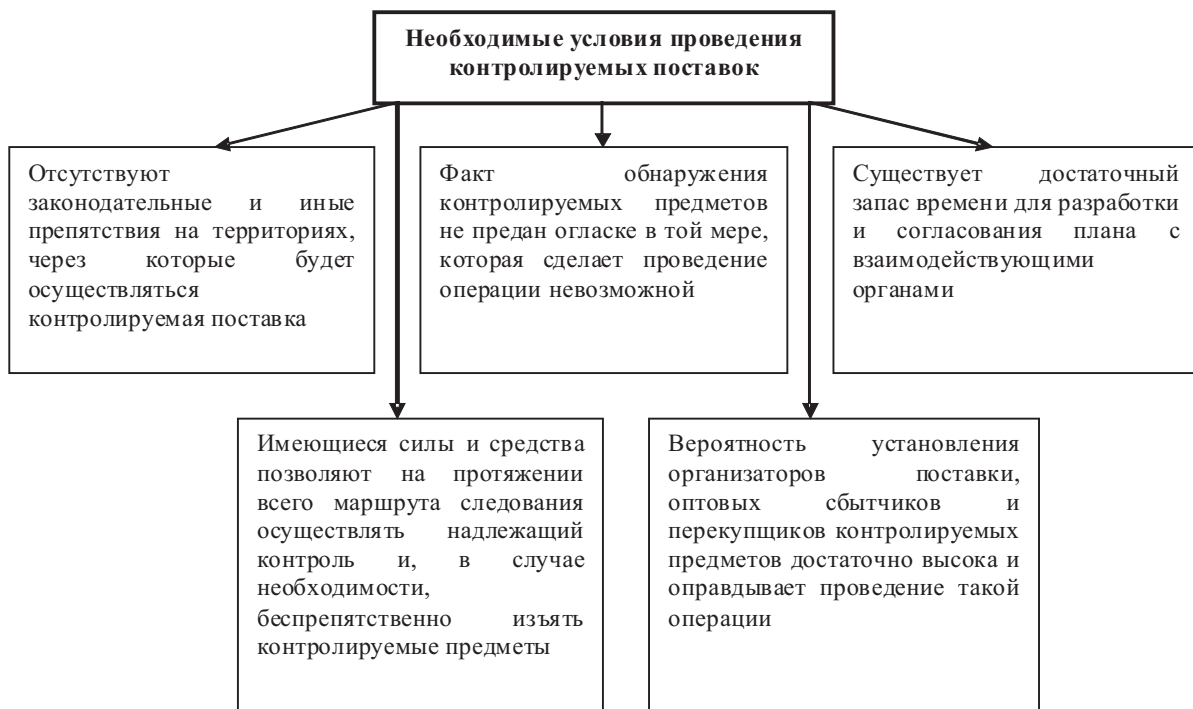 Необходимые условия проведения
контролируемых поставок
Отсутствуют
законодательные и иные
препятствия на территориях,
через которые будет
осуществляться
контролируемая поставка
Факт обнаружения
контролируемых предметов
не предан огласке в той мере,
которая сделает проведение
операции невозможной
Существует достаточный
запас времени для разработки
и согласования плана с
взаимодействующими
органами
Имеющиеся силы и средства
позволяют на протяжении
всего маршрута следования
осуществлять надлежащий
контроль и, в случае
необходимости,
беспрепятственно изъять
контролируемые предметы
Вероятность установления
организаторов поставки,
оптовых сбытчиков и
перекупщиков контролируемых
предметов достаточно высока и
оправдывает проведение такой
операции